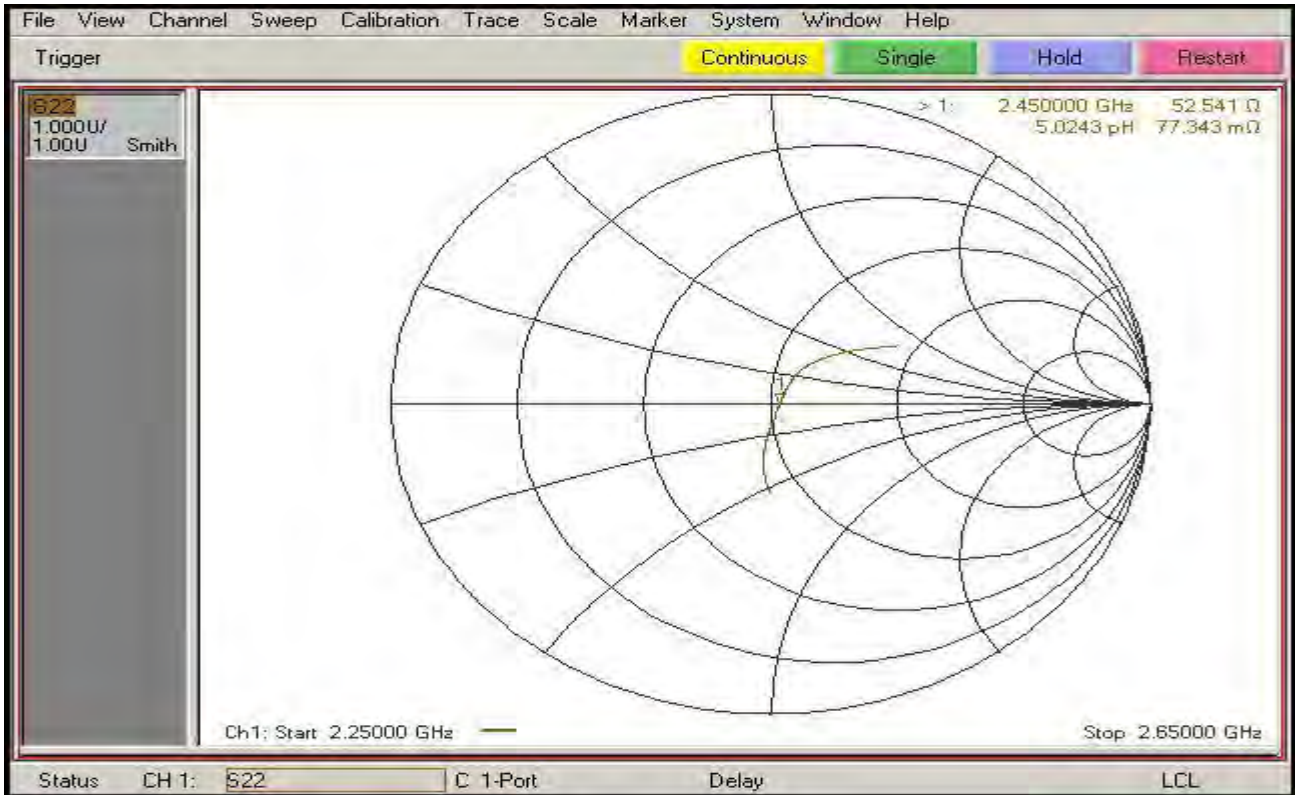 File View Channel Sweep Calibration Trace Scale Marker System Window Help
Trigger Continuous Single Hold Restart
S22
1.000U/
1.00U Smith
> 1: 2.450000 GHz 52.541 Ω
5.0243 pH 77.343 mΩ
1
Ch1: Start 2.25000 GHz Stop 2.65000 GHz
Status CH 1: S22 C 1-Port Delay LCL